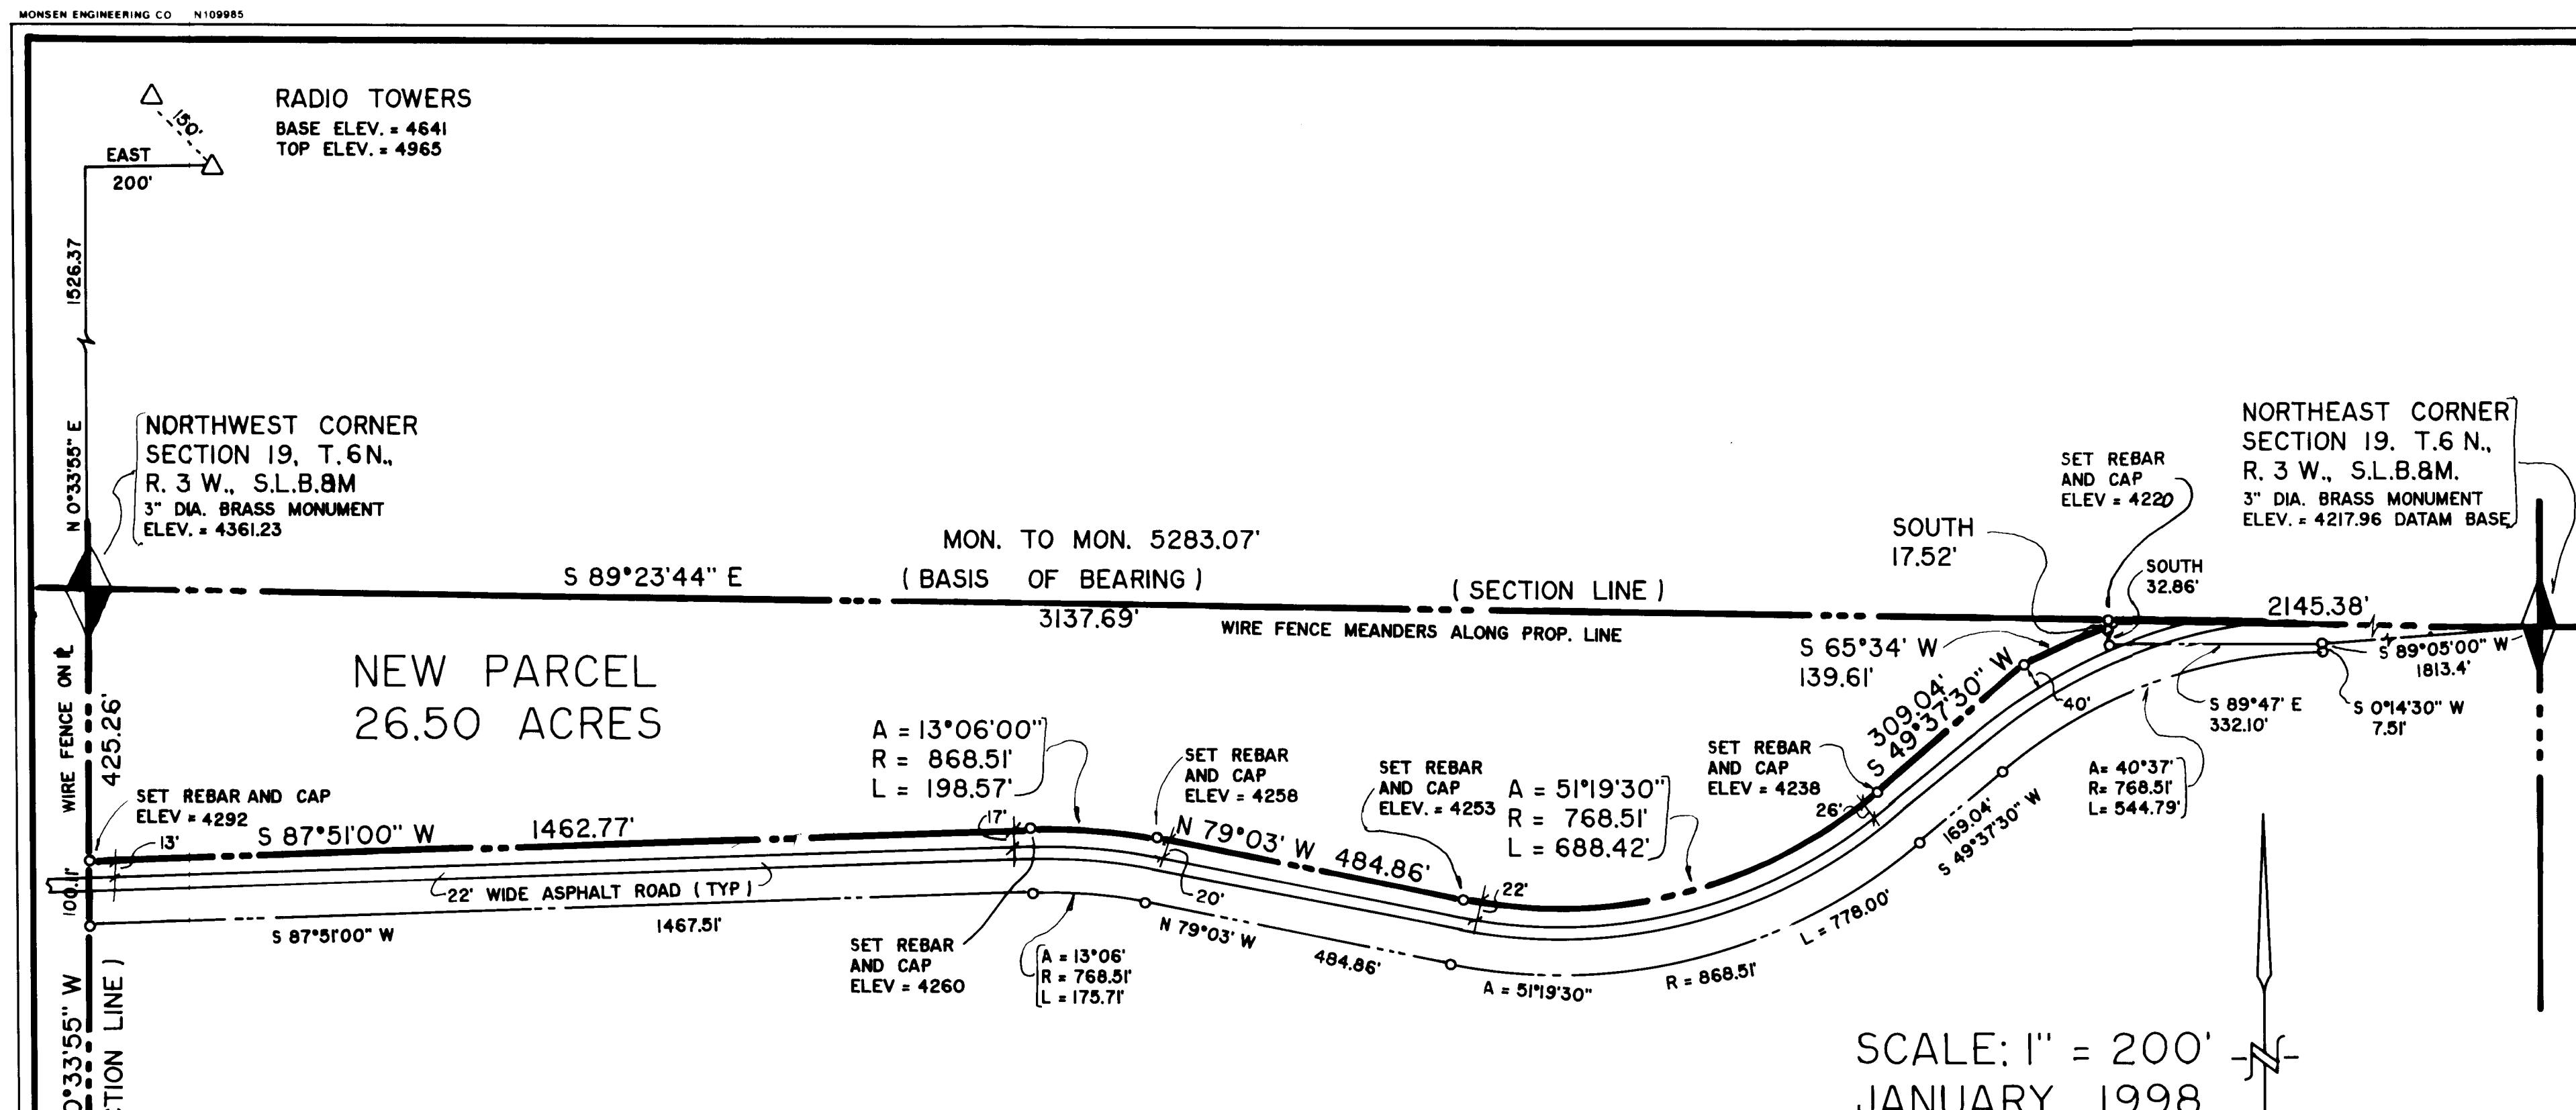 MONSEN ENGINEERING CO N109985
RADIO TOWERS
BASE ELEV. = 4641
TOP ELEV. = 4965
150'
EAST
200'
1526.37
N 0°33'55" E
NORTHWEST CORNER
SECTION 19, T.6N.,
R. 3 W., S.L.B.&M
3" DIA. BRASS MONUMENT
ELEV. = 4361.23
NORTHEAST CORNER
SECTION 19. T.6 N.,
R. 3 W., S.L.B.&M.
3" DIA. BRASS MONUMENT
ELEV. = 4217.96 DATAM BASE
SET REBAR
AND CAP
ELEV = 4220
SOUTH
17.52'
SOUTH
32.86'
MON. TO MON. 5283.07'
S 89°23'44" E
( BASIS OF BEARING )
( SECTION LINE )
3137.69'
WIRE FENCE MEANDERS ALONG PROP. LINE
2145.38'
S 89°05'00" W
1813.4'
S 65°34' W
139.61'
S 89°47' E
332.10'
S 0°14'30" W
7.51'
40'
309.04'
S 49°37'30" W
NEW PARCEL
26.50 ACRES
WIRE FENCE ON ℄
425.26'
SET REBAR AND CAP
ELEV = 4292
13'
S 87°51'00" W
1462.77'
A = 13°06'00"
R = 868.51'
L = 198.57'
17'
SET REBAR
AND CAP
ELEV = 4258
N 79°03' W 484.86'
SET REBAR
AND CAP
ELEV. = 4253
A = 51°19'30"
R = 768.51'
L = 688.42'
SET REBAR
AND CAP
ELEV = 4238
26'
A= 40°37'
R= 768.51'
L= 544.79'
169.04'
S 49°37'30" W
100.11'
22' WIDE ASPHALT ROAD ( TYP )
20'
22'
S 87°51'00" W
1467.51'
SET REBAR
AND CAP
ELEV = 4260
A = 13°06'
R = 768.51'
L = 175.71'
N 79°03' W
484.86'
A = 51°19'30"
R = 868.51'
L = 778.00'
0°33'55" W
CTION LINE )
SCALE: 1" = 200'
N
JANUARY 1998